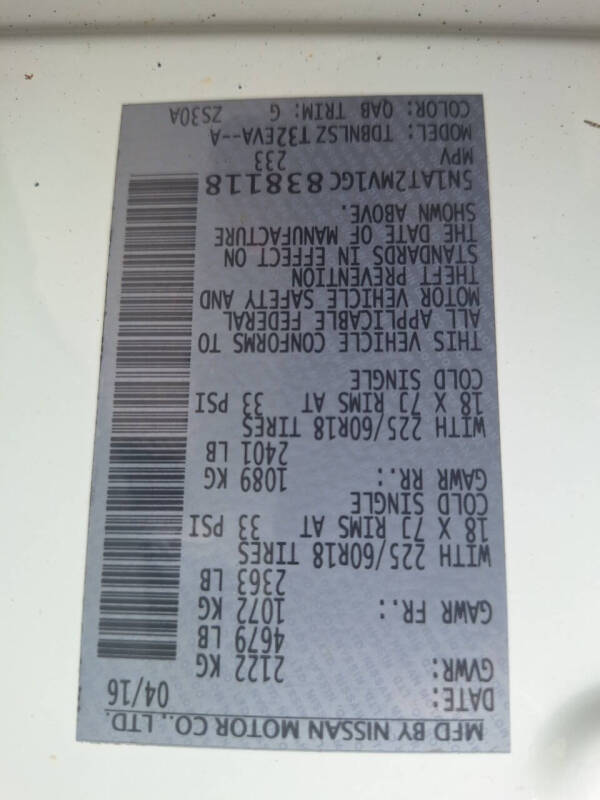 MFD BY NISSAN MOTOR CO., LTD.
DATE: 04/16
GVWR: 2122 KG
4679 LB
GAWR FR.: 1072 KG
2363 LB
WITH 225/60R18 TIRES
18 X 7J RIMS AT 33 PSI
COLD SINGLE
GAWR RR.: 1089 KG
2401 LB
WITH 225/60R18 TIRES
18 X 7J RIMS AT 33 PSI
COLD SINGLE
THIS VEHICLE CONFORMS TO
ALL APPLICABLE FEDERAL
MOTOR VEHICLE SAFETY AND
THEFT PREVENTION
STANDARDS IN EFFECT ON
THE DATE OF MANUFACTURE
SHOWN ABOVE.
5N1AT2MV1GC838118
MPV 233
MODEL: TDBNLSZ T32EVA--A
COLOR: QAB TRIM: G ZS30A